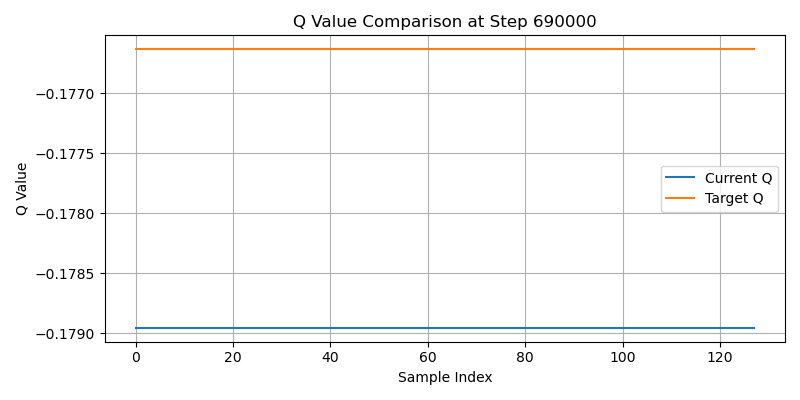 Q Value Comparison at Step 690000
Q Value
−0.1770
−0.1775
−0.1780
−0.1785
−0.1790
Current Q
Target Q
0 20 40 60 80 100 120
Sample Index